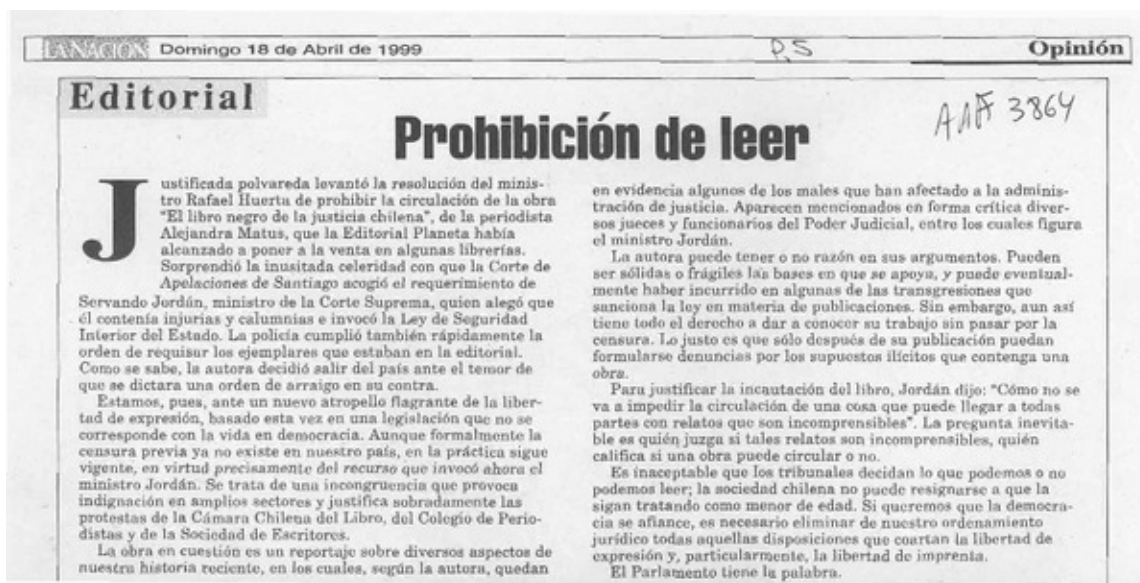 LA NACION Domingo 18 de Abril de 1999
Opinión
Editorial
AAF 3864
Prohibición de leer
Justificada polvareda levantó la resolución del minis-
tro Rafael Huerta de prohibir la circulación de la obra
"El libro negro de la justicia chilena", de la periodista
Alejandra Matus, que la Editorial Planeta había
alcanzado a poner a la venta en algunas librerías.
Sorprendió la inusitada celeridad con que la Corte de
Apelaciones de Santiago acogió el requerimiento de
Servando Jordán, ministro de la Corte Suprema, quien alegó que
él contenía injurias y calumnias e invocó la Ley de Seguridad
Interior del Estado. La policía cumplió también rápidamente la
orden de requisar los ejemplares que estaban en la editorial.
Como se sabe, la autora decidió salir del país ante el temor de
que se dictara una orden de arraigo en su contra.
Estamos, pues, ante un nuevo atropello flagrante de la liber-
tad de expresión, basado esta vez en una legislación que no se
corresponde con la vida en democracia. Aunque formalmente la
censura previa ya no existe en nuestro país, en la práctica sigue
vigente, en virtud precisamente del recurso que invocó ahora el
ministro Jordán. Se trata de una incongruencia que provoca
indignación en amplios sectores y justifica sobradamente las
protestas de la Cámara Chilena del Libro, del Colegio de Perio-
distas y de la Sociedad de Escritores.
La obra en cuestión es un reportaje sobre diversos aspectos de
nuestra historia reciente, en los cuales, según la autora, quedan
en evidencia algunos de los males que han afectado a la adminis-
tración de justicia. Aparecen mencionados en forma crítica diver-
sos jueces y funcionarios del Poder Judicial, entre los cuales figura
el ministro Jordán.
La autora puede tener o no razón en sus argumentos. Pueden
ser sólidas o frágiles las bases en que se apoya, y puede eventual-
mente haber incurrido en algunas de las transgresiones que
sanciona la ley en materia de publicaciones. Sin embargo, aun así
tiene todo el derecho a dar a conocer su trabajo sin pasar por la
censura. Lo justo es que sólo después de su publicación puedan
formularse denuncias por los supuestos ilícitos que contenga una
obra.
Para justificar la incautación del libro, Jordán dijo: "Cómo no se
va a impedir la circulación de una cosa que puede llegar a todas
partes con relatos que son incomprensibles". La pregunta inevita-
ble es quién juzga si tales relatos son incomprensibles, quién
califica si una obra puede circular o no.
Es inaceptable que los tribunales decidan lo que podemos o no
podemos leer; la sociedad chilena no puede resignarse a que la
sigan tratando como menor de edad. Si queremos que la democra-
cia se afiance, es necesario eliminar de nuestro ordenamiento
jurídico todas aquellas disposiciones que coartan la libertad de
expresión y, particularmente, la libertad de imprenta.
El Parlamento tiene la palabra.